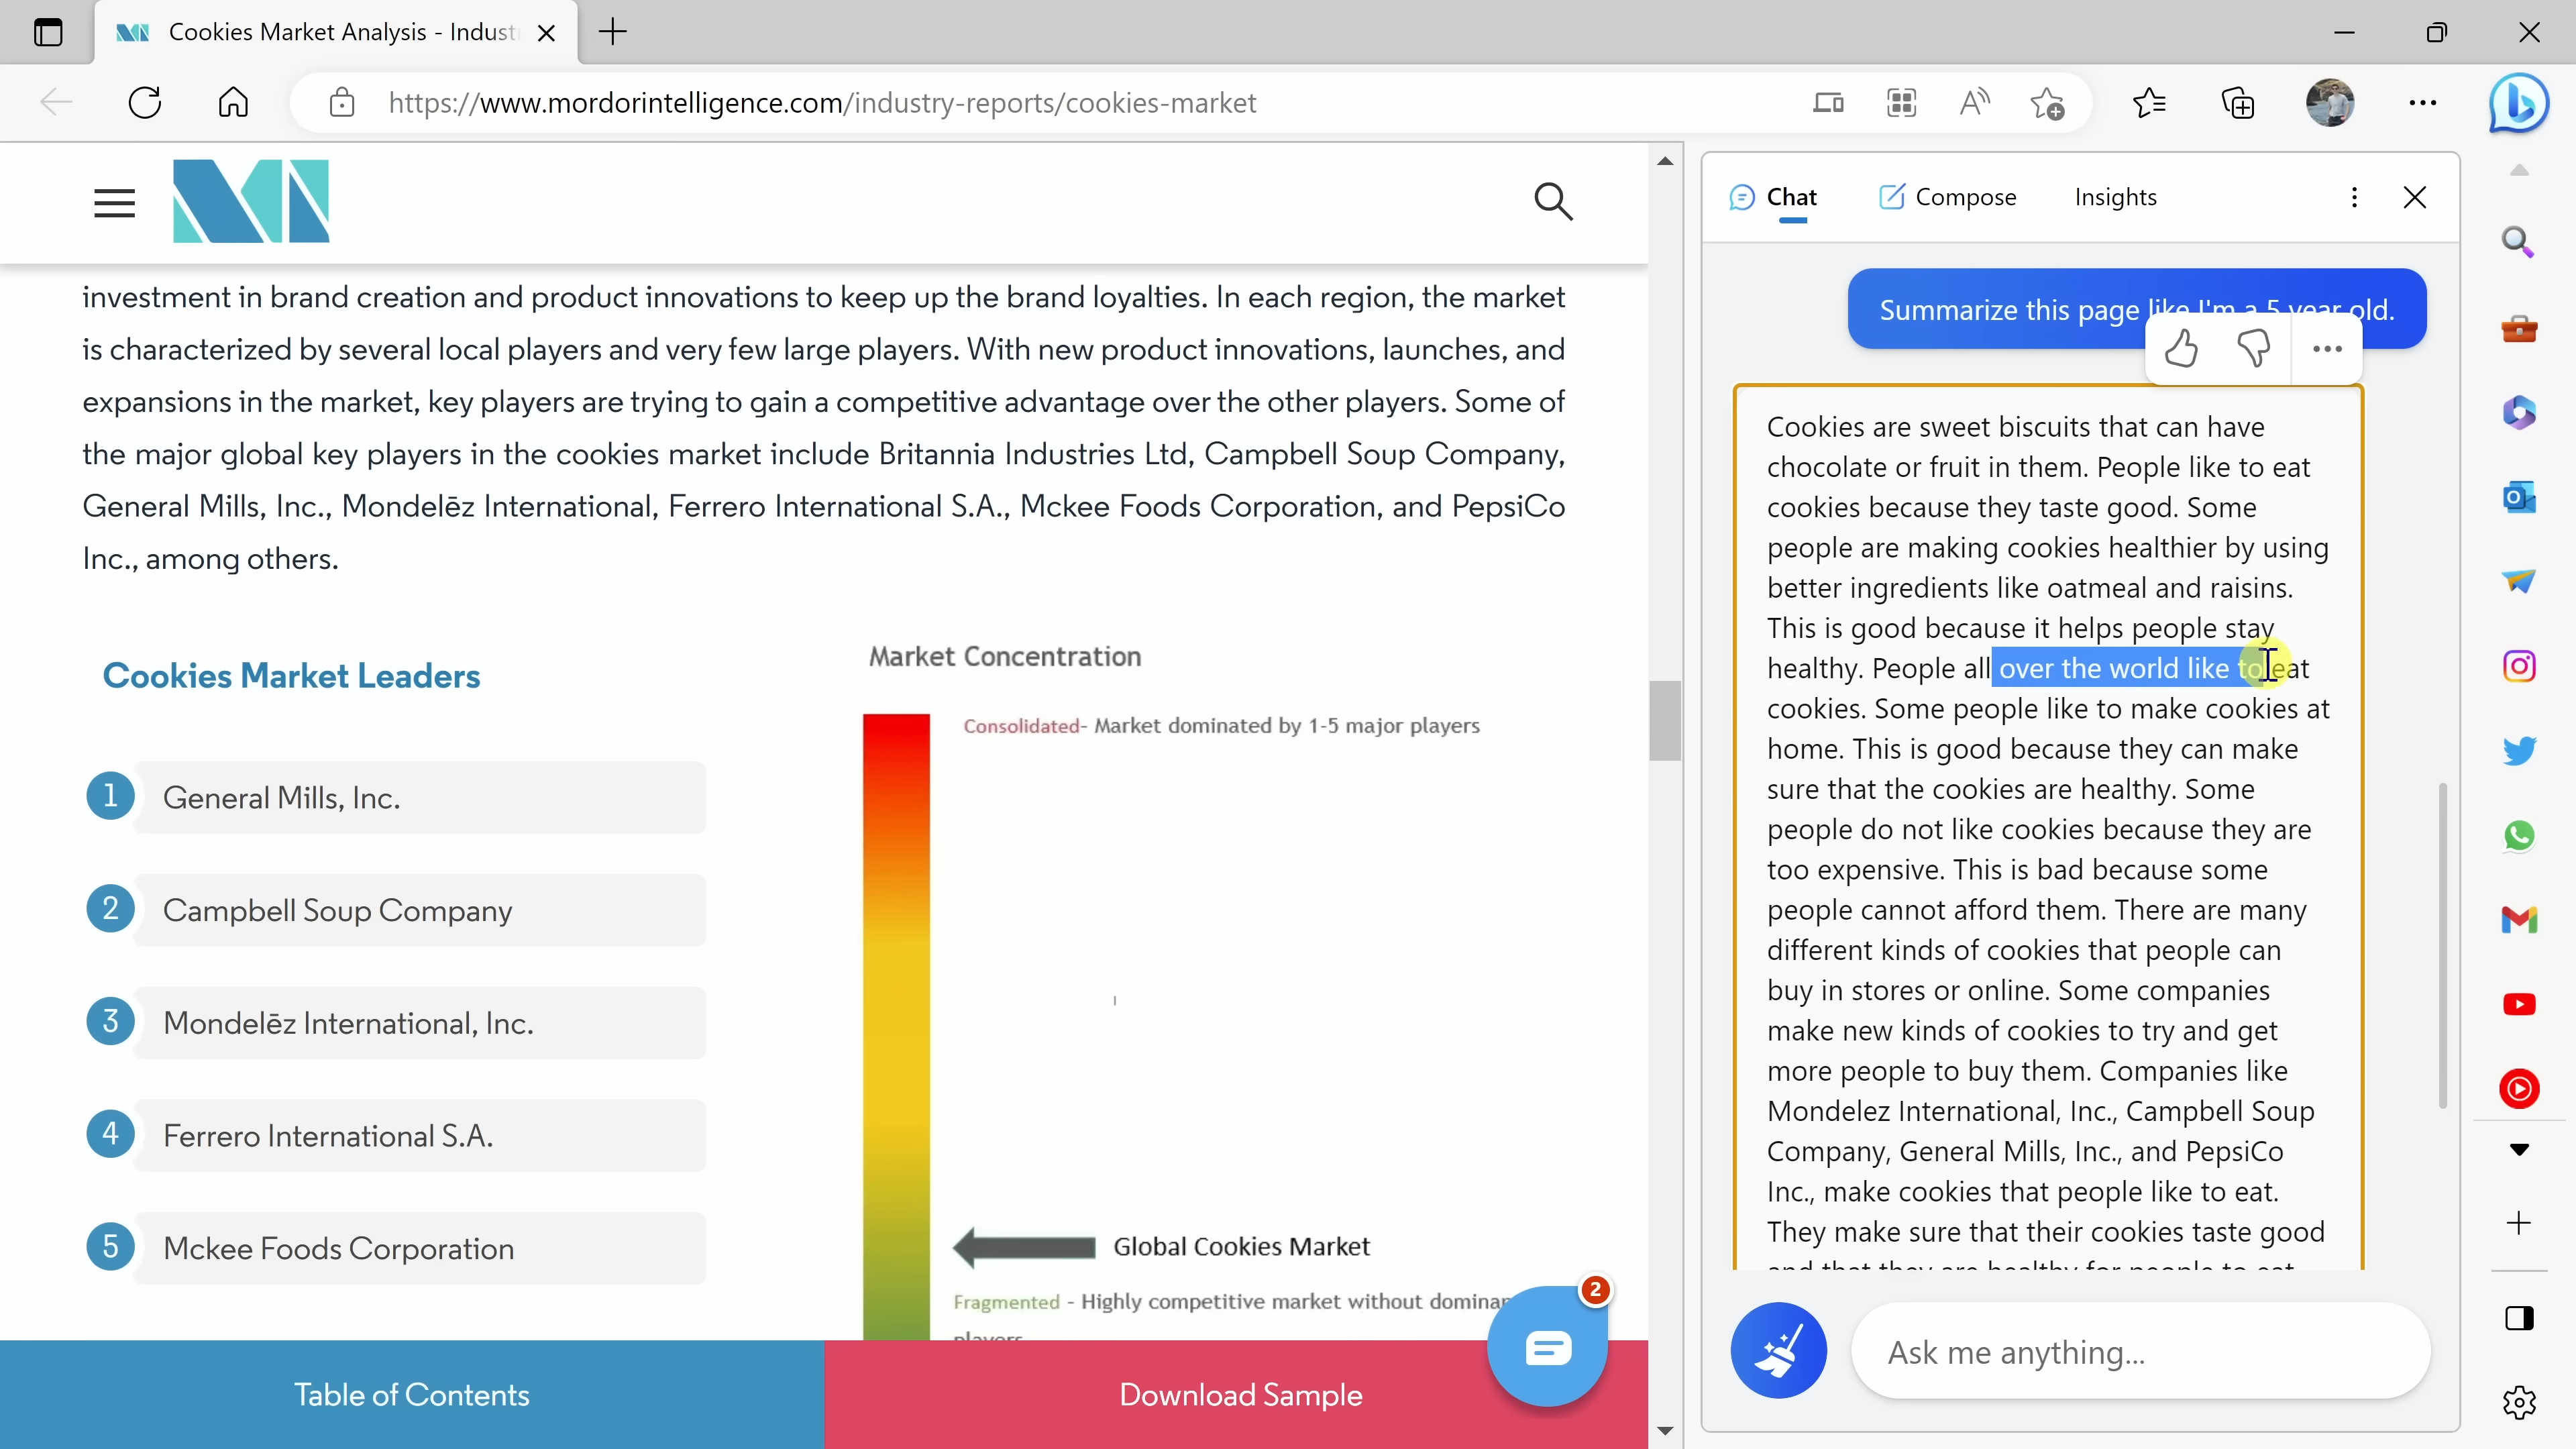 Cookies Market Analysis - Indust
https://www.mordorintelligence.com/industry-reports/cookies-market
investment in brand creation and product innovations to keep up the brand loyalties. In each region, the market
is characterized by several local players and very few large players. With new product innovations, launches, and
expansions in the market, key players are trying to gain a competitive advantage over the other players. Some of
the major global key players in the cookies market include Britannia Industries Ltd, Campbell Soup Company,
General Mills, Inc., Mondelēz International, Ferrero International S.A., Mckee Foods Corporation, and PepsiCo
Inc., among others.
Cookies Market Leaders
1 General Mills, Inc.
2 Campbell Soup Company
3 Mondelēz International, Inc.
4 Ferrero International S.A.
5 Mckee Foods Corporation
Market Concentration
Consolidated- Market dominated by 1-5 major players
Global Cookies Market
Fragmented - Highly competitive market without
players
2
Table of Contents
Download Sample
Chat
Compose
Insights
Summarize this page like I'm a 5 year old.
Cookies are sweet biscuits that can have
chocolate or fruit in them. People like to eat
cookies because they taste good. Some
people are making cookies healthier by using
better ingredients like oatmeal and raisins.
This is good because it helps people stay
healthy. People all over the world like to eat
cookies. Some people like to make cookies at
home. This is good because they can make
sure that the cookies are healthy. Some
people do not like cookies because they are
too expensive. This is bad because some
people cannot afford them. There are many
different kinds of cookies that people can
buy in stores or online. Some companies
make new kinds of cookies to try and get
more people to buy them. Companies like
Mondelez International, Inc., Campbell Soup
Company, General Mills, Inc., and PepsiCo
Inc., make cookies that people like to eat.
They make sure that their cookies taste good
and that they are healthy for people to eat
Ask me anything...